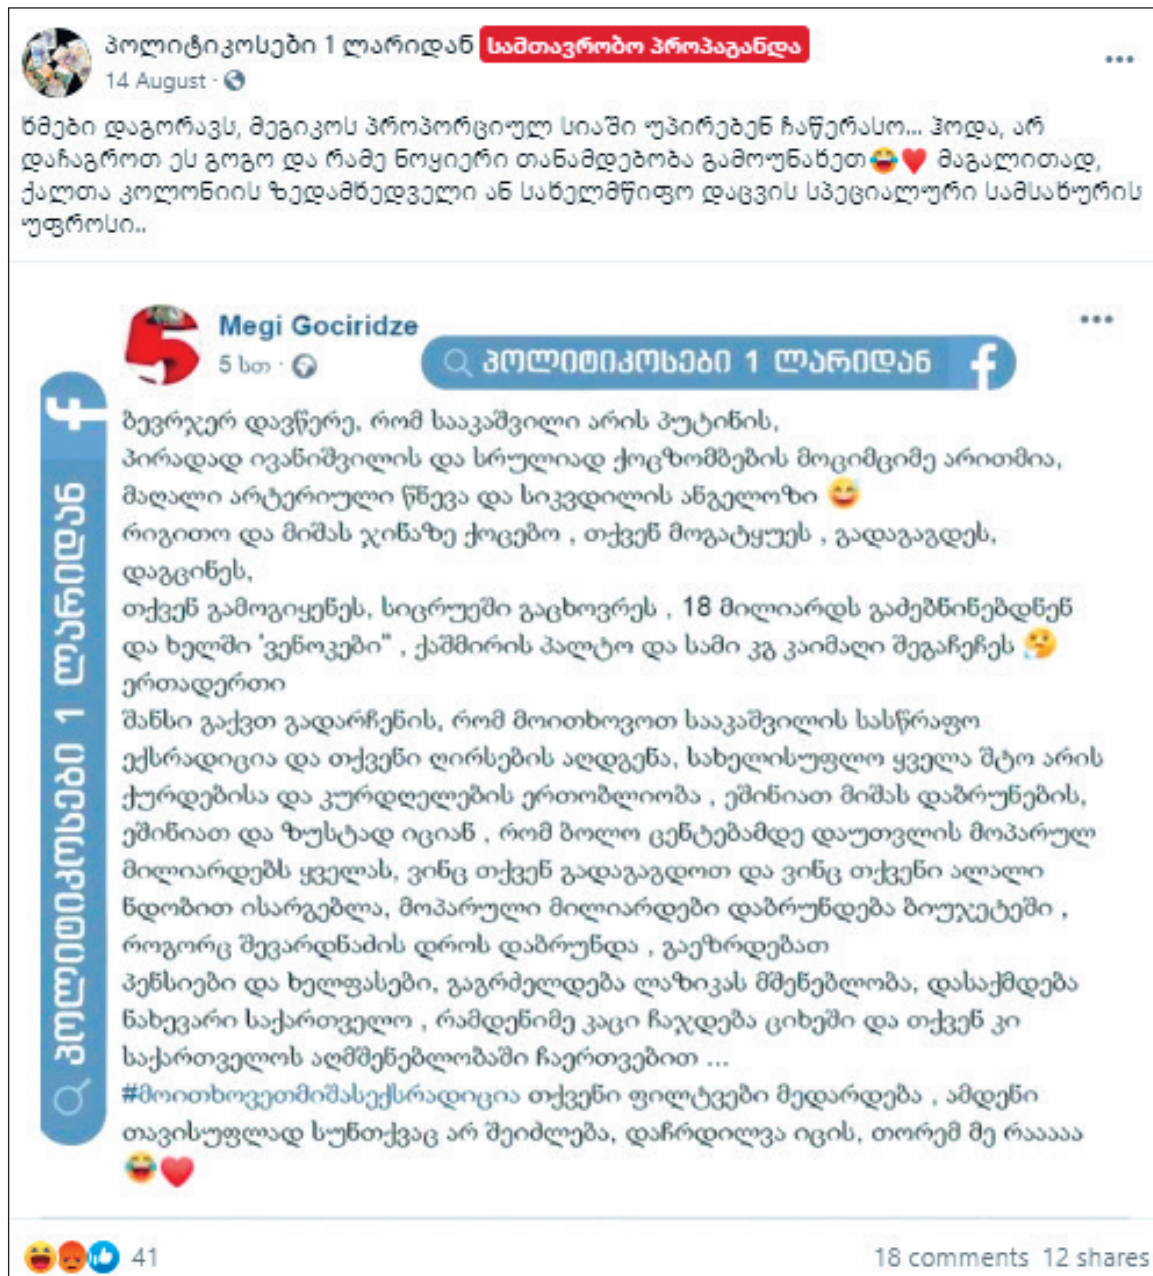 პოლიტიკოსები 1 ლარიდან სამთავრობო პროპაგანდა
14 August
ხმები დაგორავს, მეგიკოს პროპორციულ სიაში უპირებენ ჩაწერასო... ჰოდა, არ
დაჩაგროთ ეს გოგო და რამე ნოყიერი თანამდებობა გამოუნახეთ😂❤️ მაგალითად,
ქალთა კოლონიის ზედამხედველი ან სახელმწიფო დაცვის სპეციალური სამსახურის
უფროსი..
Megi Gociridze
5 სთ
პოლიტიკოსები 1 ლარიდან
პოლიტიკოსები 1 ლარიდან
ბევრჯერ დავწერე, რომ სააკაშვილი არის პუტინის,
პირადად ივანიშვილის და სრულიად ქოცზომბების მოციმციმე არითმია,
მაღალი არტერიული წნევა და სიკვდილის ანგელოზი 😅
რიგითო და მიშას ჯინაზე ქოცებო , თქვენ მოგატყუეს , გადაგაგდეს,
დაგცინეს,
თქვენ გამოგიყენეს, სიცრუეში გაცხოვრეს , 18 მილიარდს გაძებნინებდნენ
და ხელში 'ვენოკები" , ქაშმირის პალტო და სამი კგ კაიმაღი შეგაჩეჩეს 🤔
ერთადერთი
შანსი გაქვთ გადარჩენის, რომ მოითხოვოთ სააკაშვილის სასწრაფო
ექსრადიცია და თქვენი ღირსების აღდგენა, სახელისუფლო ყველა შტო არის
ქურდებისა და კურდღელების ერთობლიობა , ეშინიათ მიშას დაბრუნების,
ეშინიათ და ზუსტად იციან , რომ ბოლო ცენტებამდე დაუთვლის მოპარულ
მილიარდებს ყველას, ვინც თქვენ გადაგაგდოთ და ვინც თქვენი ალალი
ნდობით ისარგებლა, მოპარული მილიარდები დაბრუნდება ბიუჯეტში ,
როგორც შევარდნაძის დროს დაბრუნდა , გაეზრდებათ
პენსიები და ხელფასები, გაგრძელდება ლაზიკას მშენებლობა, დასაქმდება
ნახევარი საქართველო , რამდენიმე კაცი ჩაჯდება ციხეში და თქვენ კი
საქართველოს აღმშენებლობაში ჩაერთვებით ...
#მოითხოვეთმიშასექსრადიცია თქვენი ფილტვები მედარდება , ამდენი
თავისუფლად სუნთქვაც არ შეიძლება, დაჩრდილვა იცის, თორემ მე რააააა
😂❤️
41
18 comments 12 shares